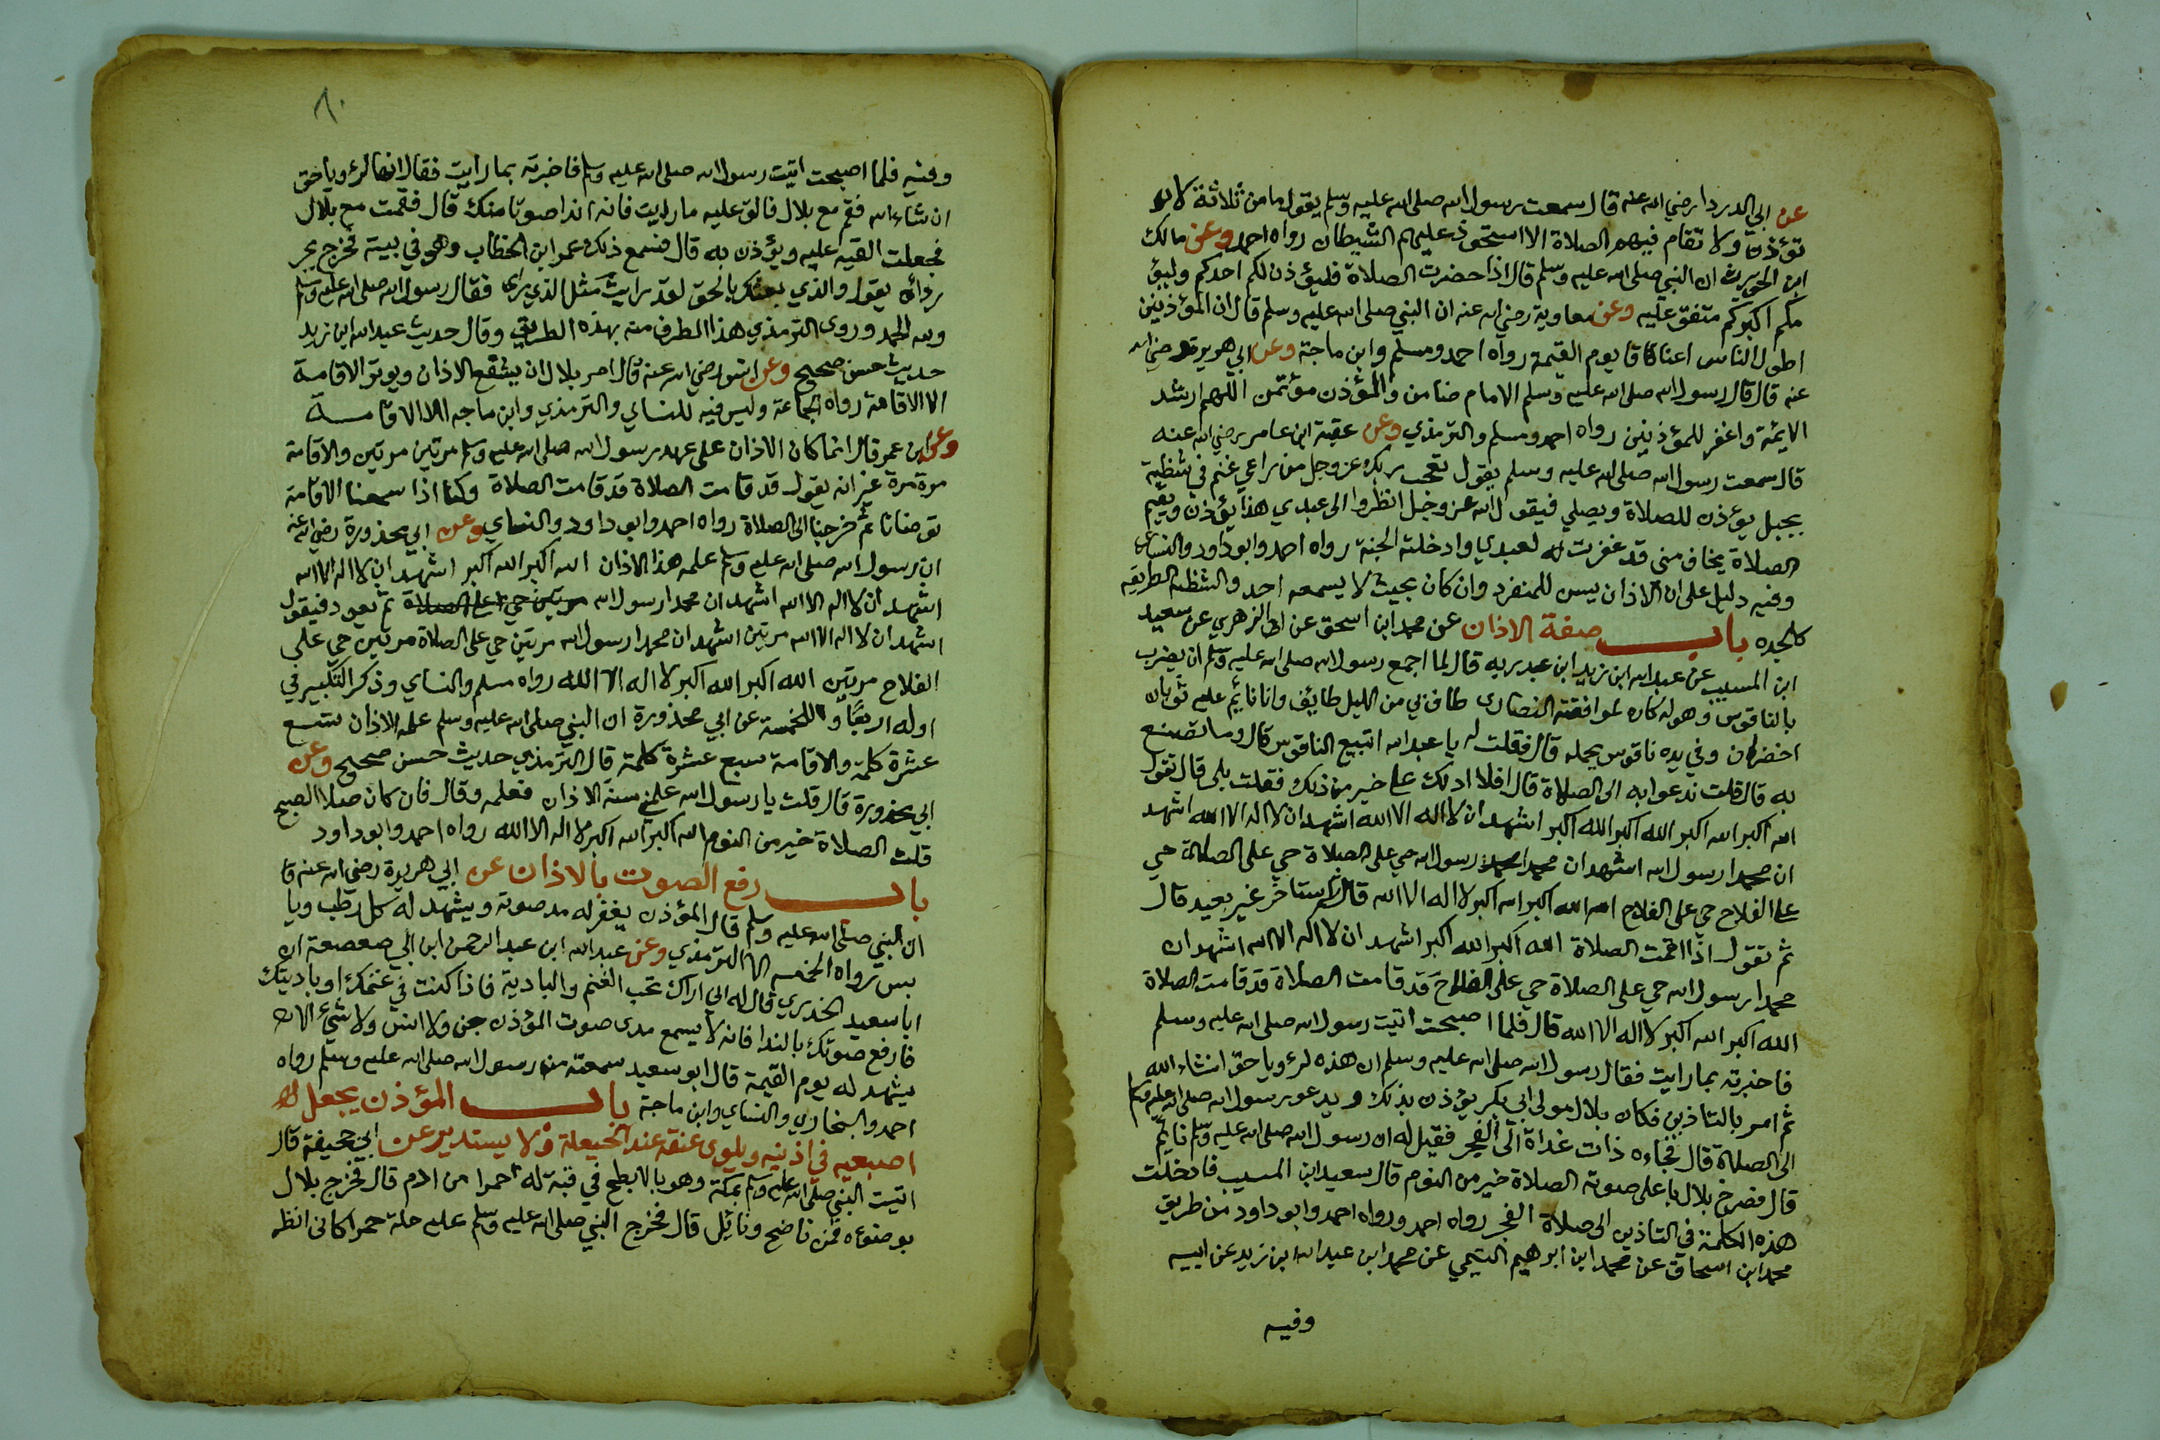 عن ابي الدردا رضي الله عنه قال سمعت رسول الله صلى الله عليه وسلم يقول ما من ثلاثة لا
تؤذن ولا تقام فيهم الصلاة الا استحوذ عليهم الشيطان رواه احمد وعن مالك
ابن الحويرث ان النبي صلى الله عليه وسلم قال اذا حضرت الصلاة فليؤذن لكم احدكم وليؤ
مكم اكبركم متفق عليه وعن معاوية رضي الله عنه ان النبي صلى الله عليه وسلم قال ان المؤذنين
اطول الناس اعناقا يوم القيمة رواه احمد ومسلم وابن ماجة وعن ابي هريرة رضي الله
عنه قال قال رسول الله صلى الله عليه وسلم الامام ضامن والمؤذن مؤتمن اللهم ارشد
الائمة واغفر للمؤذنين رواه احمد ومسلم والترمذي وعن عقبة ابن عامر رضي الله عنه
قال سمعت رسول الله صلى الله عليه وسلم يقول تعجب ربك عز وجل من راعي غنم في شظية
بجبل يؤذن للصلاة ويصلي فيقول الله عز وجل انظروا الى عبدي هذا يؤذن ويقيم
الصلاة يخاف مني قد غفرت لعبدي وادخلته الجنة رواه احمد وابو داود والنساي
وفيه دليل على ان الاذان يسن للمنفرد وان كان بحيث لا يسمعه احد والشظية الطريقة
كالجده باب صفة الاذان عن محمد ابن اسحق عن الزهري عن سعيد
ابن المسيب عن عبد الله ابن زيد ابن عبد ربه قال لما اجمع رسول الله صلى الله عليه وسلم ان يضرب
بالناقوس وهو له كاره لموافقته النصارى طاف بي من الليل طايف وانا نايم عليه ثوبان
اخضران وفي يده ناقوس يحمله قال فقلت له يا عبد الله اتبيع الناقوس قال وما تصنع
به قال قلت ندعوا به الى الصلاة قال افلا ادلك على خير من ذلك فقلت بلى قال تقول
الله اكبر الله اكبر الله اكبر الله اكبر اشهد ان لا اله الا الله اشهد ان لا اله الا الله اشهد
ان محمدا رسول الله اشهد ان محمدا رسول الله حي على الصلاة حي على الصلاة حي
على الفلاح حي على الفلاح الله اكبر الله اكبر لا اله الا الله قال ثم استاخر غير بعيد قال
ثم تقول اذا اقمت الصلاة الله اكبر الله اكبر اشهد ان لا اله الا الله اشهد ان
محمدا رسول الله حي على الصلاة حي على الفلاح قد قامت الصلاة قد قامت الصلاة
الله اكبر الله اكبر لا اله الا الله قال فلما اصبحت اتيت رسول الله صلى الله عليه وسلم
فاخبرته بما رايت فقال رسول الله صلى الله عليه وسلم ان هذه لرؤيا حق انشاء الله
ثم امر بالتاذين فكان بلال مولى ابي بكر يؤذن بذلك ويدعو رسول الله صلى الله عليه وسلم
الى الصلاة قال فجاءه ذات غداة الى الفجر فقيل له ان رسول الله صلى الله عليه وسلم نايم
قال فصرخ بلال باعلى صوته الصلاة خير من النوم قال سعيد ابن المسيب فادخلت
هذه الكلمة في التاذين الى صلاة الفجر رواه احمد ورواه احمد وابو داود من طريق
محمد ابن اسحاق عن محمد ابن ابرهيم التيمي عن محمد ابن عبد الله بن زيد عن ابيه
وفيه
٦٠
وفيه فلما اصبحت اتيت رسول الله صلى الله عليه وسلم فاخبرته بما رايت فقال انها لرؤيا حق
ان شاء الله فقم مع بلال فالق عليه ما رايت فانه اندا صوتا منك قال فقمت مع بلال
فجعلت القيه عليه ويؤذن به قال فسمع ذلك عمر ابن الخطاب وهو في بيته فخرج يجر
رداءه يقول والذي بعثك بالحق لقد رايت مثل الذي يرى فقال رسول الله صلى الله عليه وسلم
ولله الحمد وروى الترمذي هذا الطرف منه بهذه الطريق وقال حديث عبد الله ابن زيد
حديث حسن صحيح وعن انس رضي الله عنه قال امر بلال ان يشفع الاذان ويوتر الاقامة
الا الاقامة رواه الجماعة وليس فيه للنساي والترمذي وابن ماجه الا الاقامة
وعن ابن عمر قال انما كان الاذان على عهد رسول الله صلى الله عليه وسلم مرتين مرتين والاقامة
مرة مرة غير انه يقول قد قامت الصلاة قد قامت الصلاة وكنا اذا سمعنا الاقامة
توضانا ثم خرجنا الى الصلاة رواه احمد وابو داود والنساي وعن ابي محذورة رضي الله عنه
ان رسول الله صلى الله عليه وسلم علمه هذا الاذان الله اكبر الله اكبر اشهد ان لا اله الا الله
اشهد ان لا اله الا الله اشهد ان محمدا رسول الله مرتين حي على الصلاة ثم يعود فيقول
اشهد ان لا اله الا الله مرتين اشهد ان محمدا رسول الله مرتين حي على الصلاة مرتين حي على
الفلاح مرتين الله اكبر الله اكبر لا اله الا الله رواه مسلم والنساي وذكر التكبير في
اوله اربعا وللخمسة عن ابي محذورة ان النبي صلى الله عليه وسلم علمه الاذان تسع
عشرة كلمة والاقامة سبع عشرة كلمة قال الترمذي حديث حسن صحيح وعن
ابي محذورة قال قلت يا رسول الله علمني سنة الاذان فعلمه وقال فان كان صلاا الصبح
قلت الصلاة خير من النوم الله اكبر الله اكبر لا اله الا الله رواه احمد وابو داود
باب رفع الصوت بالاذان عن ابي هريرة رضي الله عنه قا
ان النبي صلى الله عليه وسلم قال المؤذن يغفر له مد صوته ويشهد له كل رطب ويا
بس رواه الخمسه الا الترمذي وعن عبد الله ابن عبد الرحمن ابن ابي صعصعة ان
ابا سعيد الخدري قال له اني اراك تحب الغنم والبادية فاذا كنت في غنمك او باديتك
فارفع صوتك بالندا فانه لا يسمع مدى صوت المؤذن جن ولا انس ولا شيء الا
يشهد له يوم القيمة قال ابو سعيد سمعته من رسول الله صلى الله عليه وسلم رواه
احمد والبخاري والنساي وابن ماجة باب المؤذن يجعل
اصبعيه في اذنيه ويلوى عنقه عند الحيعلة ولا يستدير عن ابي جحيفة قال
اتيت النبي صلى الله عليه وسلم بمكة وهو بالابطح في قبة له احمرا من ادم قال فخرج بلال
بوضوءه فمن ناضح ونائل قال فخرج النبي صلى الله عليه وسلم عليه حلة حمرا كانى انظر